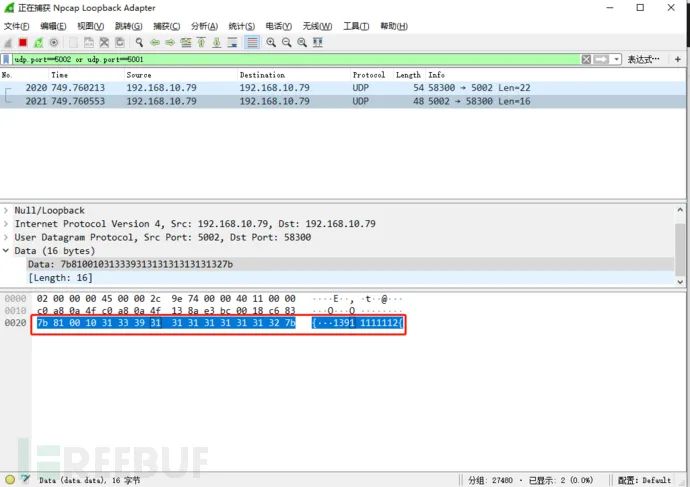 正在捕获 Npcap Loopback Adapter
文件(F) 编辑(E) 视图(V) 跳转(G) 捕获(C) 分析(A) 统计(S) 电话(Y) 无线(W) 工具(T) 帮助(H)
udp.port==5002 or udp.port==5001 表达式… +
No. Time Source Destination Protocol Length Info
2020 749.760213 192.168.10.79 192.168.10.79 UDP 54 58300 → 5002 Len=22
2021 749.760553 192.168.10.79 192.168.10.79 UDP 48 5002 → 58300 Len=16
Null/Loopback
Internet Protocol Version 4, Src: 192.168.10.79, Dst: 192.168.10.79
User Datagram Protocol, Src Port: 5002, Dst Port: 58300
Data (16 bytes)
Data: 7b81001031333931313131313131327b
[Length: 16]
0000 02 00 00 00 45 00 00 2c 9e 74 00 00 40 11 00 00 ····E··, ·t··@···
0010 c0 a8 0a 4f c0 a8 0a 4f 13 8a e3 bc 00 18 c6 83 ···O···O ········
0020 7b 81 00 10 31 33 39 31 31 31 31 31 31 31 32 7b {···1391 1111112{
REEBUF
Data (data.data), 16 字节 分组: 27480 · 已显示: 2 (0.0%) 配置: Default